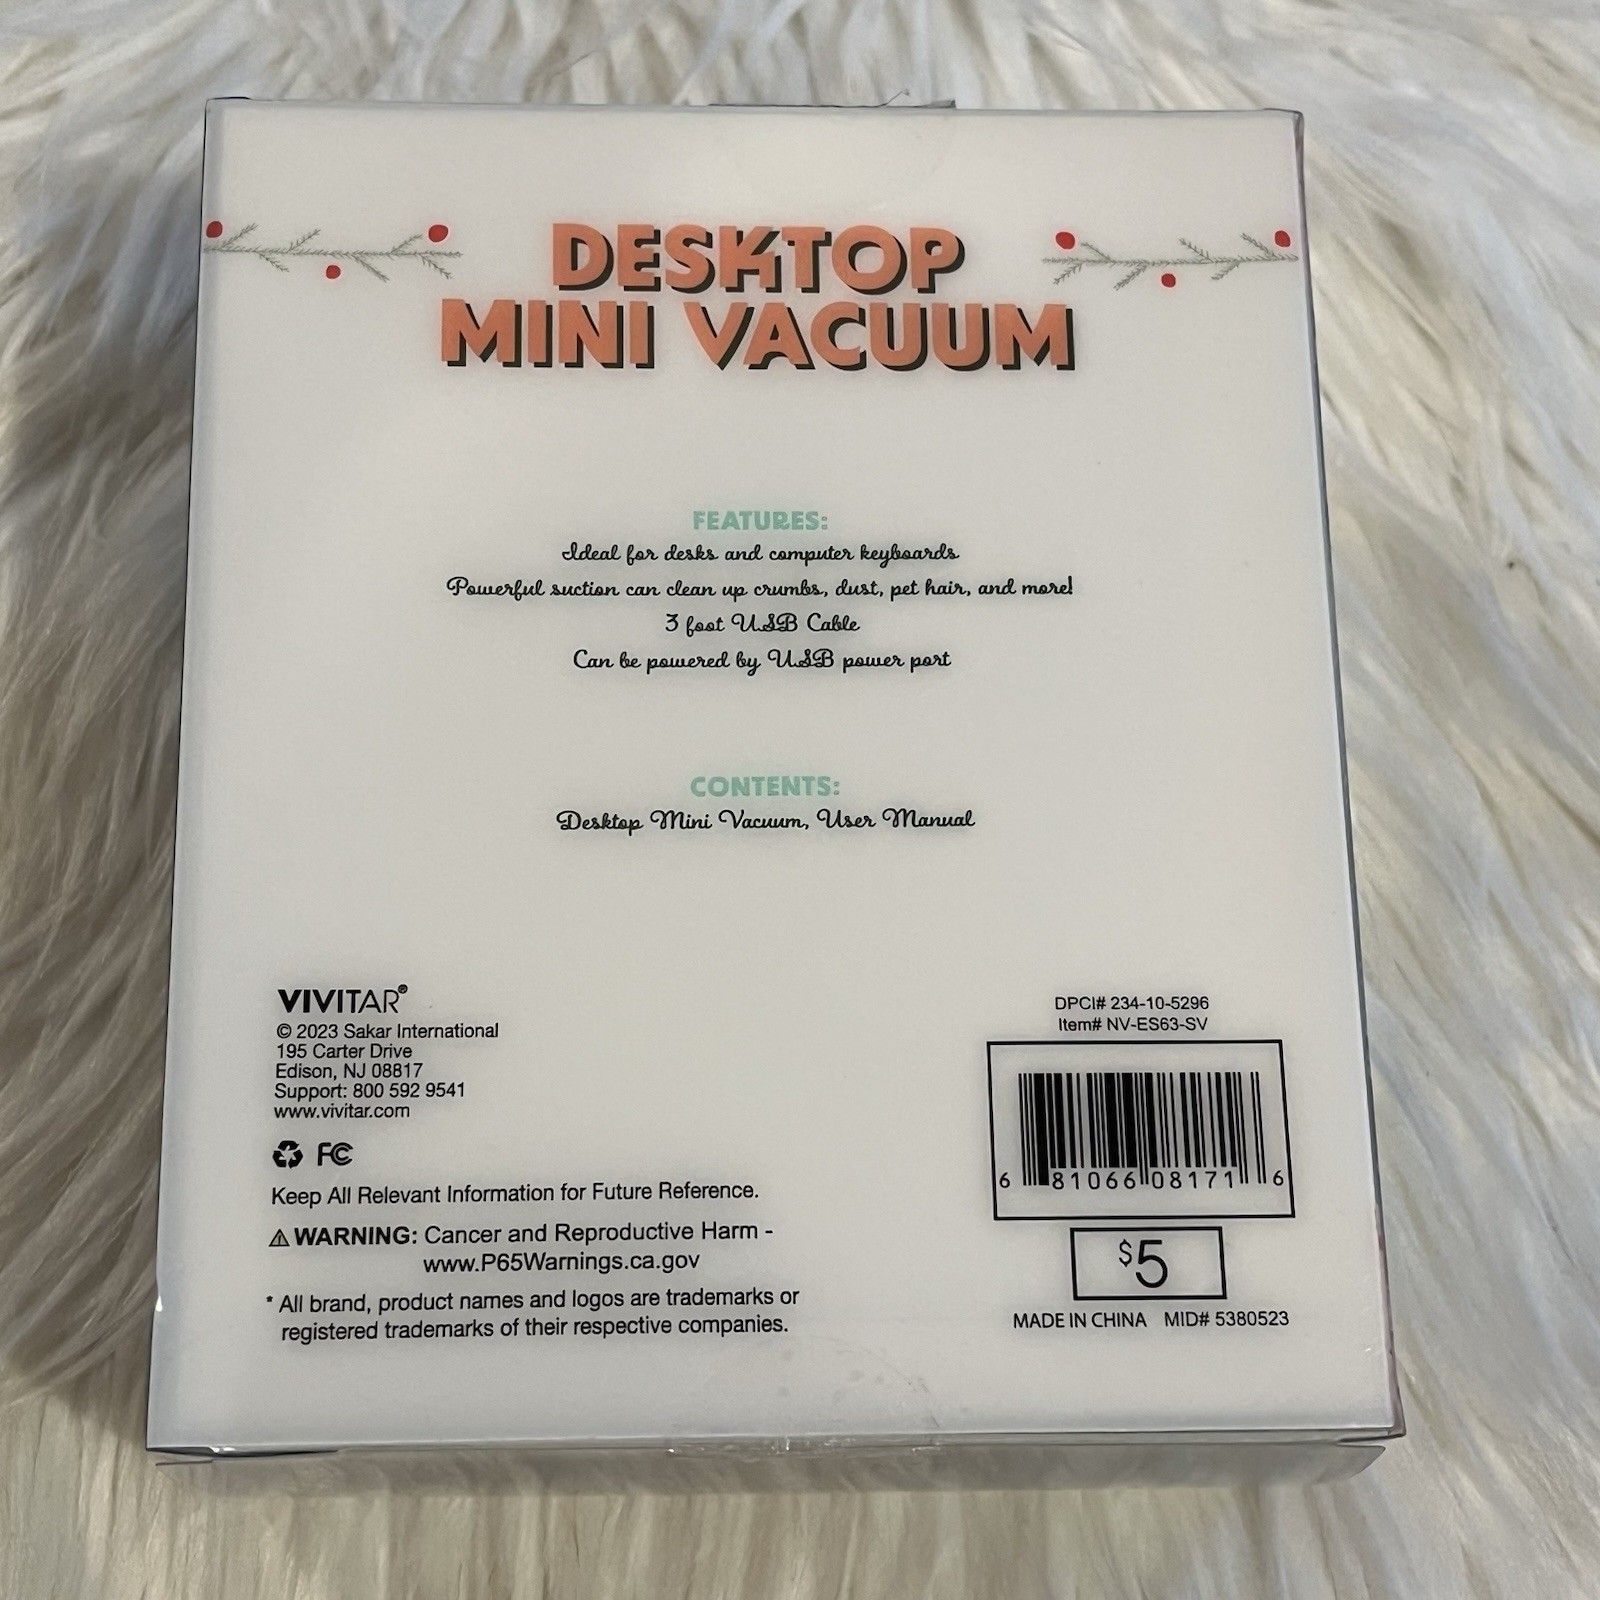 DESKTOP
MINI VACUUM
FEATURES:
Ideal for desks and computer keyboards
Powerful suction can clean up crumbs, dust, pet hair, and more!
3 foot USB Cable
Can be powered by USB power port
CONTENTS:
Desktop Mini Vacuum, User Manual
VIVITAR®
© 2023 Sakar International
195 Carter Drive
Edison, NJ 08817
Support: 800 592 9541
www.vivitar.com
FC
Keep All Relevant Information for Future Reference.
WARNING: Cancer and Reproductive Harm -
www.P65Warnings.ca.gov
* All brand, product names and logos are trademarks or
registered trademarks of their respective companies.
DPCI# 234-10-5296
Item# NV-ES63-SV
6 81066 08171 6
$5
MADE IN CHINA MID# 5380523